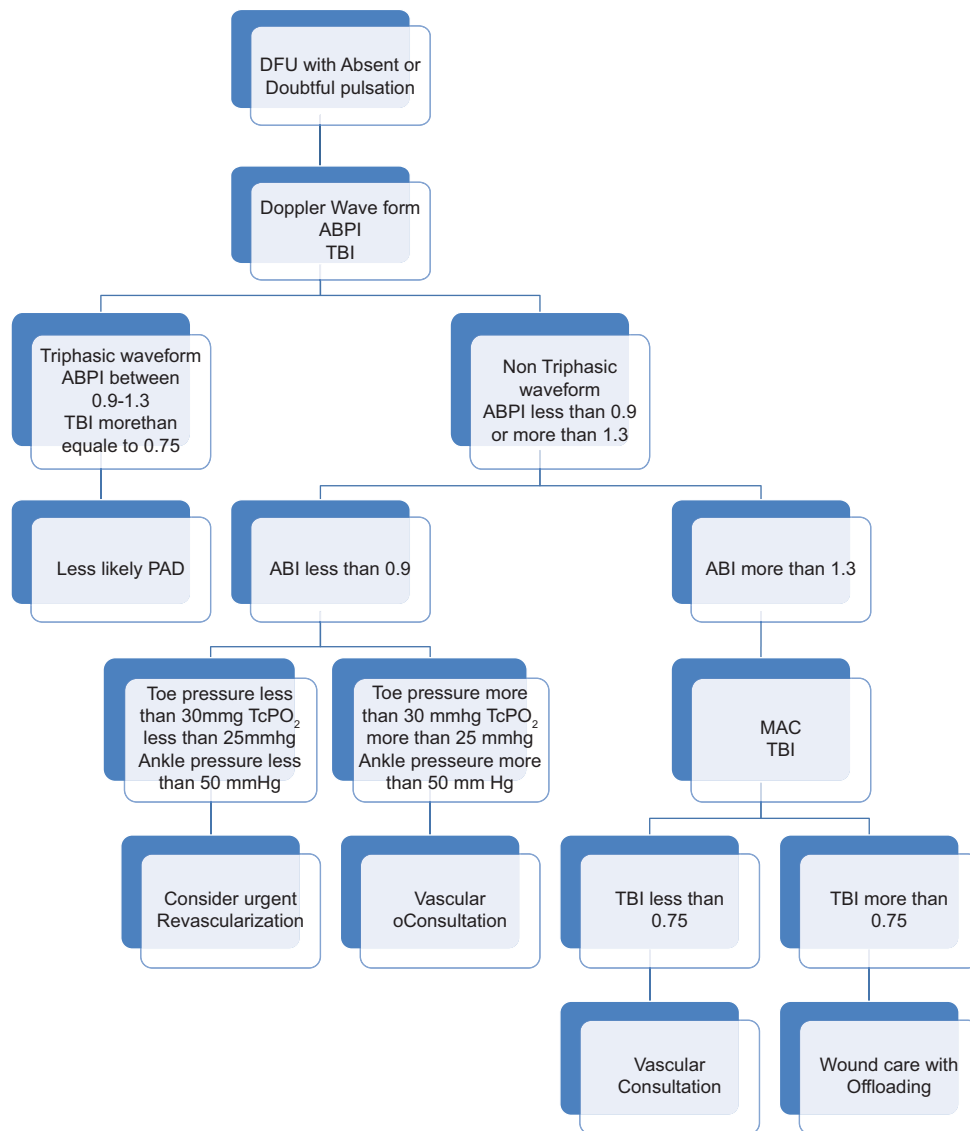 DFU with Absent or
Doubtful pulsation
Doppler Wave form
ABPI
TBI
Triphasic waveform
ABPI between
0.9-1.3
TBI morethan
equale to 0.75
Non Triphasic
waveform
ABPI less than 0.9
or more than 1.3
Less likely PAD
ABI less than 0.9
ABI more than 1.3
Toe pressure less
than 30mmg TcPO₂
less than 25mmhg
Ankle pressure less
than 50 mmHg
Toe pressure more
than 30 mmhg TcPO₂
more than 25 mmhg
Ankle presseure more
than 50 mm Hg
MAC
TBI
Consider urgent
Revascularization
Vascular
oConsultation
TBI less than
0.75
TBI more than
0.75
Vascular
Consultation
Wound care with
Offloading